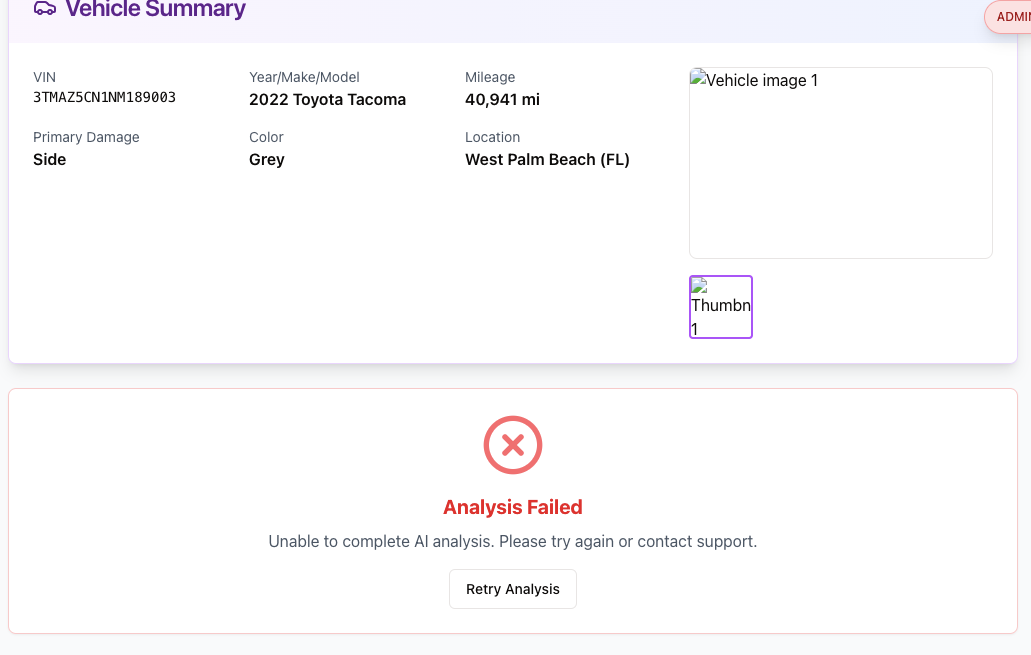 Vehicle Summary
ADMIN
VIN
3TMAZ5CN1NM189003
Year/Make/Model
2022 Toyota Tacoma
Mileage
40,941 mi
Primary Damage
Side
Color
Grey
Location
West Palm Beach (FL)
Vehicle image 1
Thumbn
1
Analysis Failed
Unable to complete AI analysis. Please try again or contact support.
Retry Analysis